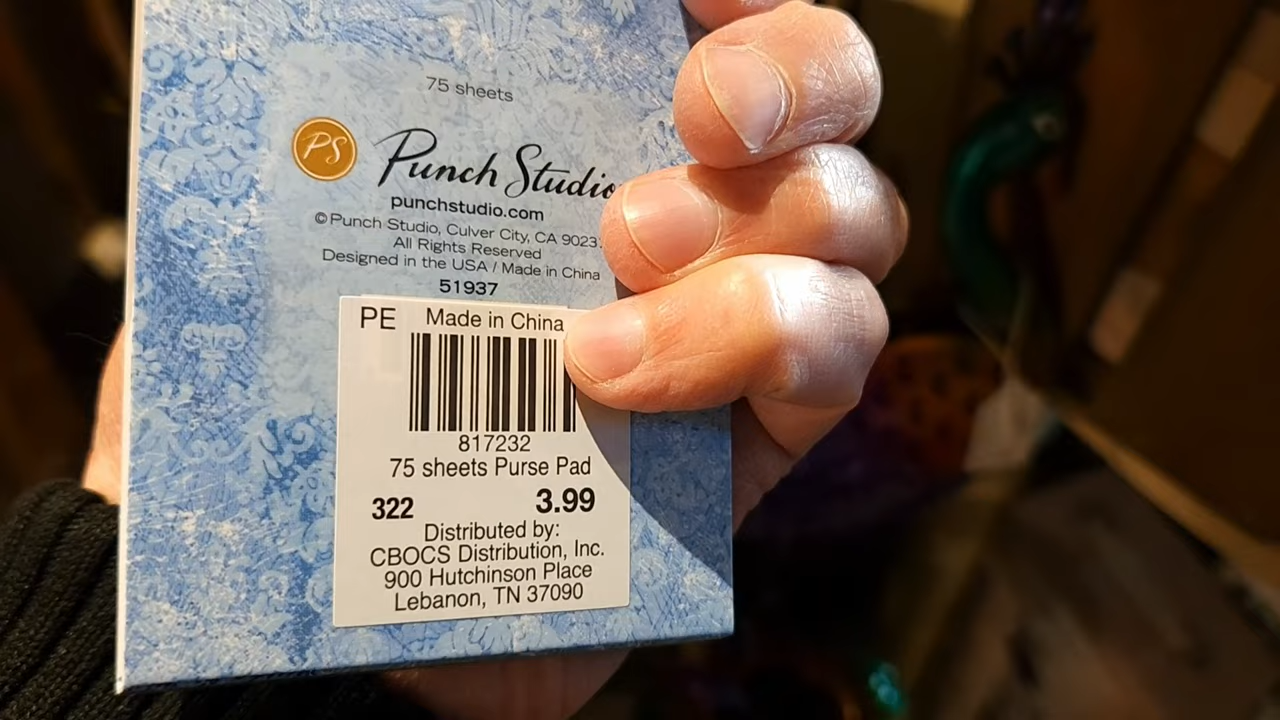 75 sheets
PS
Punch Studio
punchstudio.com
© Punch Studio, Culver City, CA 9023
All Rights Reserved
Designed in the USA / Made in China
51937
PE Made in China
817232
75 sheets Purse Pad
322 3.99
Distributed by:
CBOCS Distribution, Inc.
900 Hutchinson Place
Lebanon, TN 37090